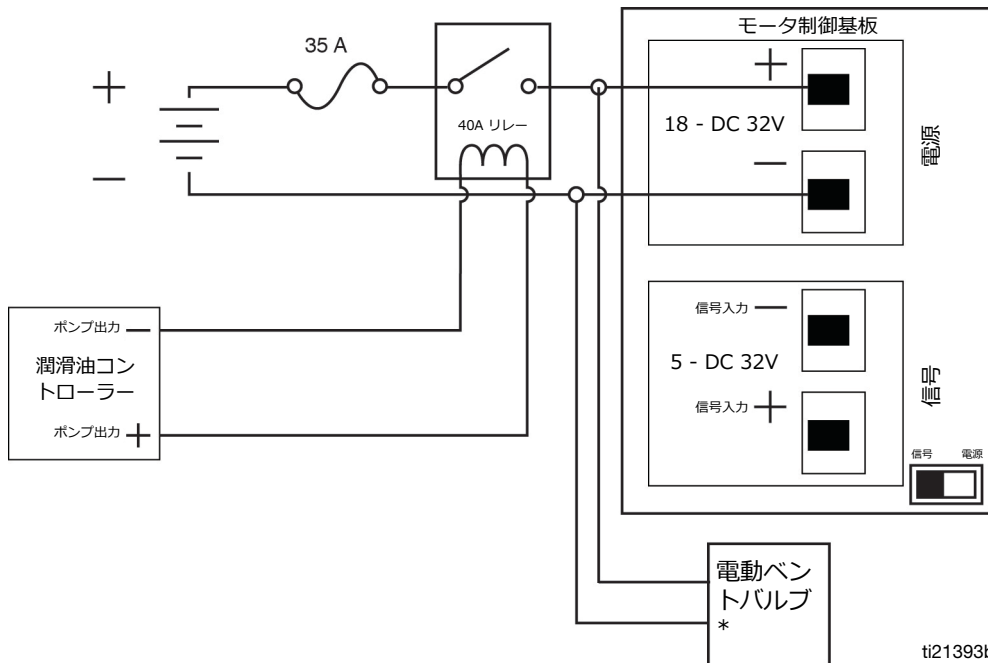 モータ制御基板
35 A
+
40A リレー
+
18 - DC 32V
電源
−
−
ポンプ出力 −
潤滑油コン
トローラー
ポンプ出力 +
信号入力 −
5 - DC 32V
信号入力 +
信号
信号
電源
電動ベン
トバルブ
*
ti21393b